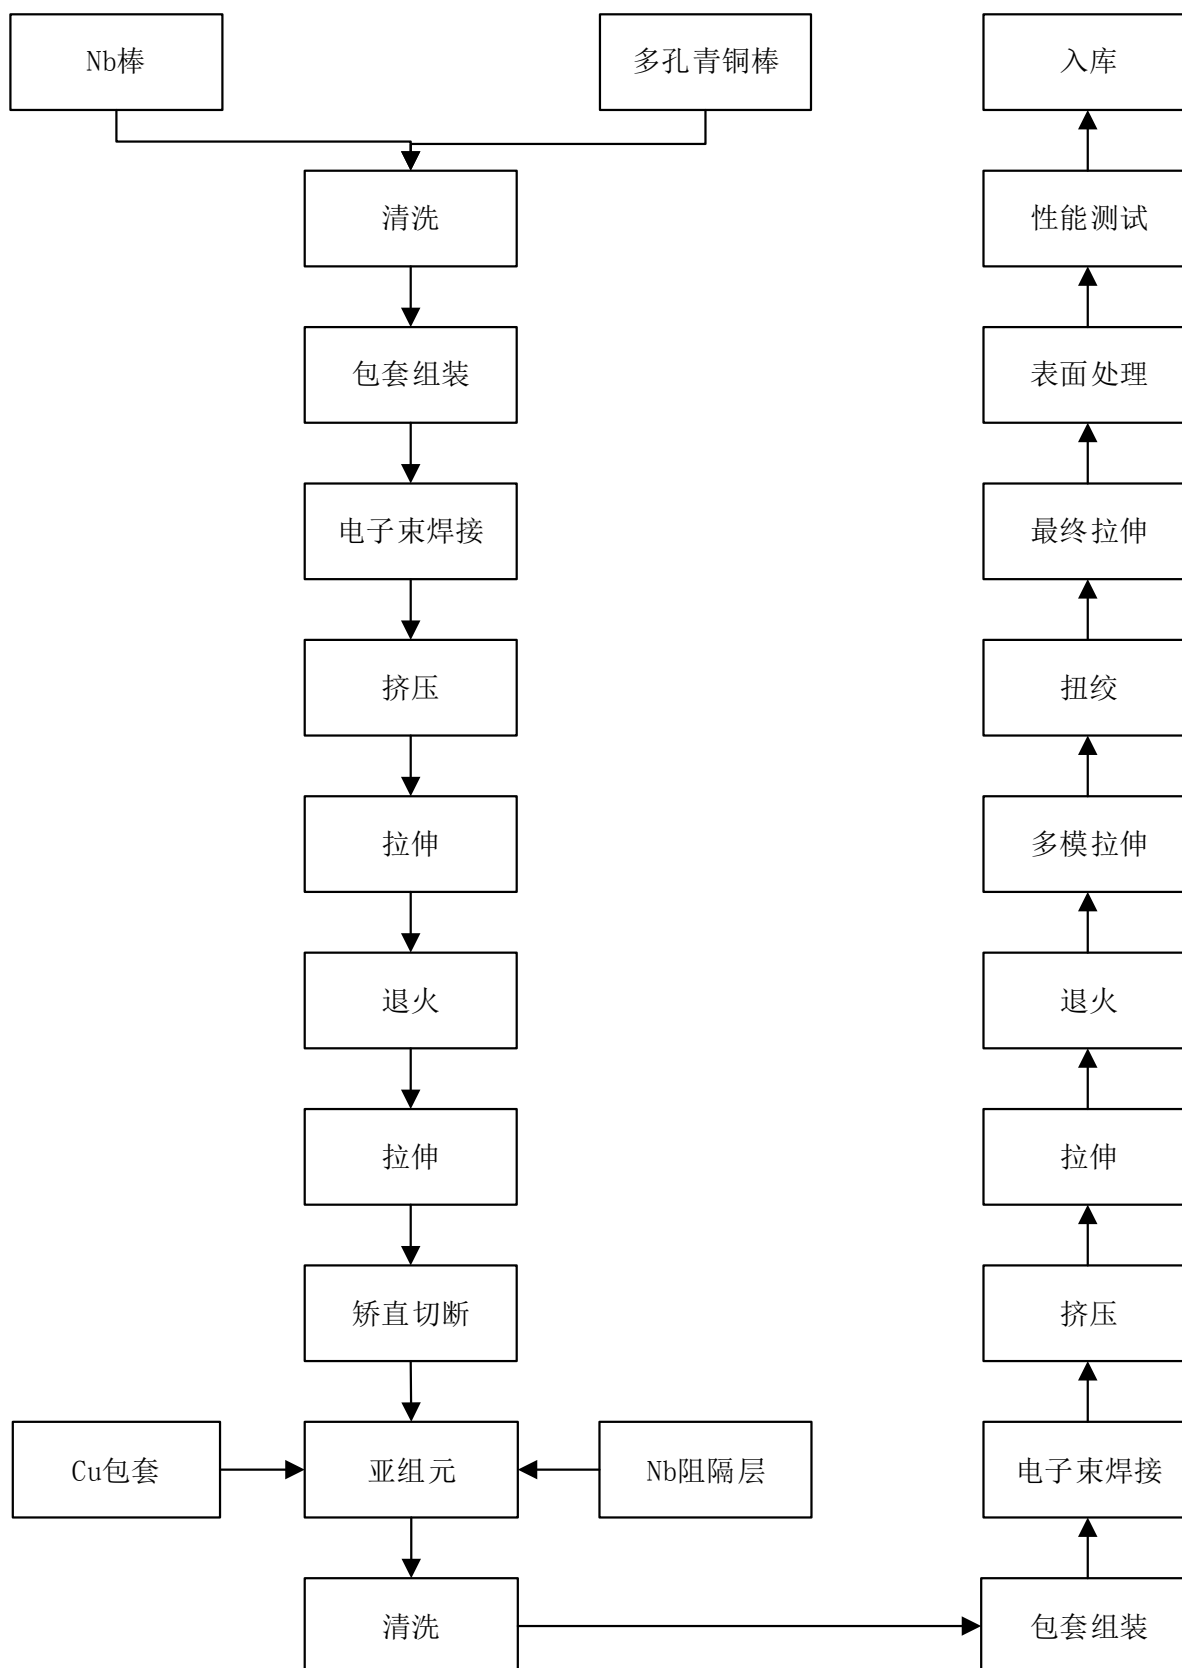 Nb棒
多孔青铜棒
清洗
包套组装
电子束焊接
挤压
拉伸
退火
拉伸
矫直切断
Cu包套
亚组元
Nb阻隔层
清洗
包套组装
电子束焊接
挤压
拉伸
退火
多模拉伸
扭绞
最终拉伸
表面处理
性能测试
入库